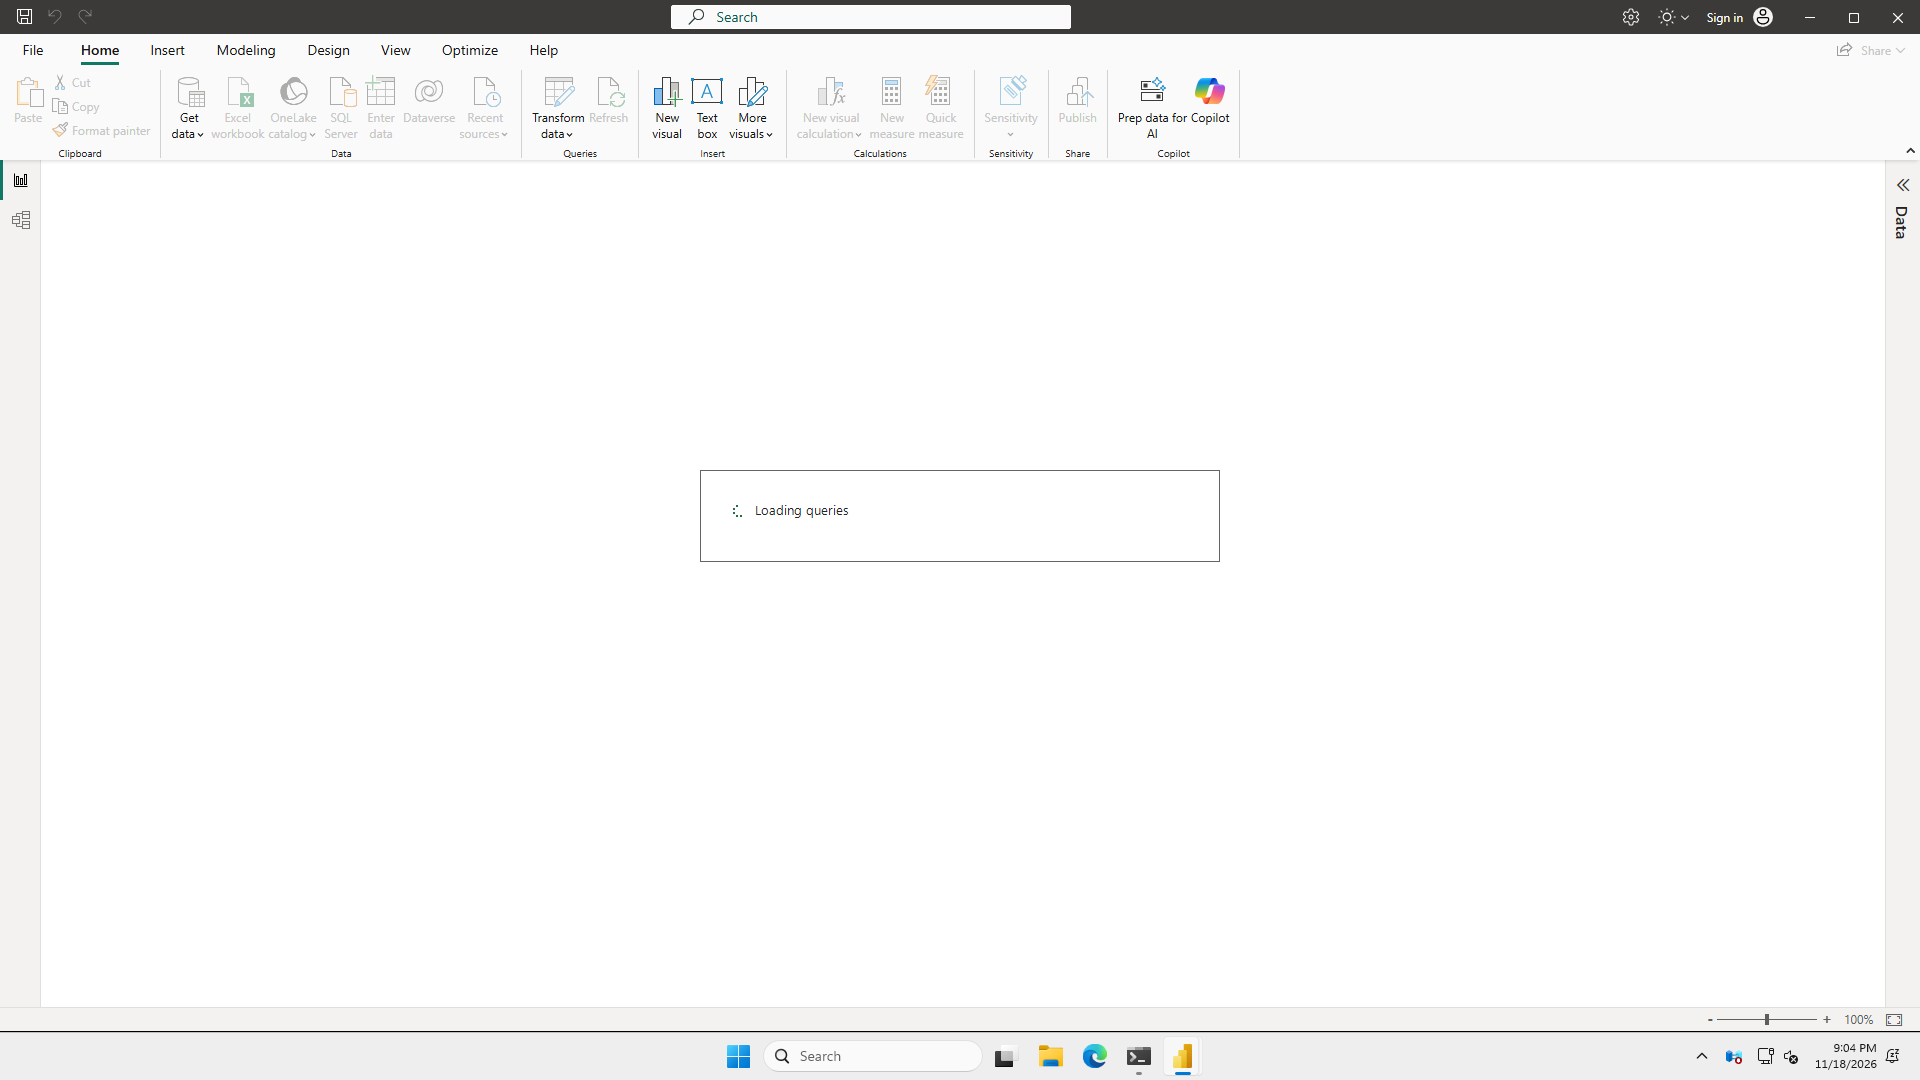 Search
Sign in
File
Home
Insert
Modeling
Design
View
Optimize
Help
Share
Paste
Cut
Copy
Format painter
Clipboard
Get data
Excel workbook
OneLake catalog
SQL Server
Enter data
Dataverse
Recent sources
Data
Transform data
Refresh
Queries
New visual
Text box
More visuals
Insert
New visual calculation
New measure
Quick measure
Calculations
Sensitivity
Sensitivity
Publish
Share
Prep data for AI
Copilot
Copilot
Data
Loading queries
- + 100%
Search
9:04 PM
11/18/2026